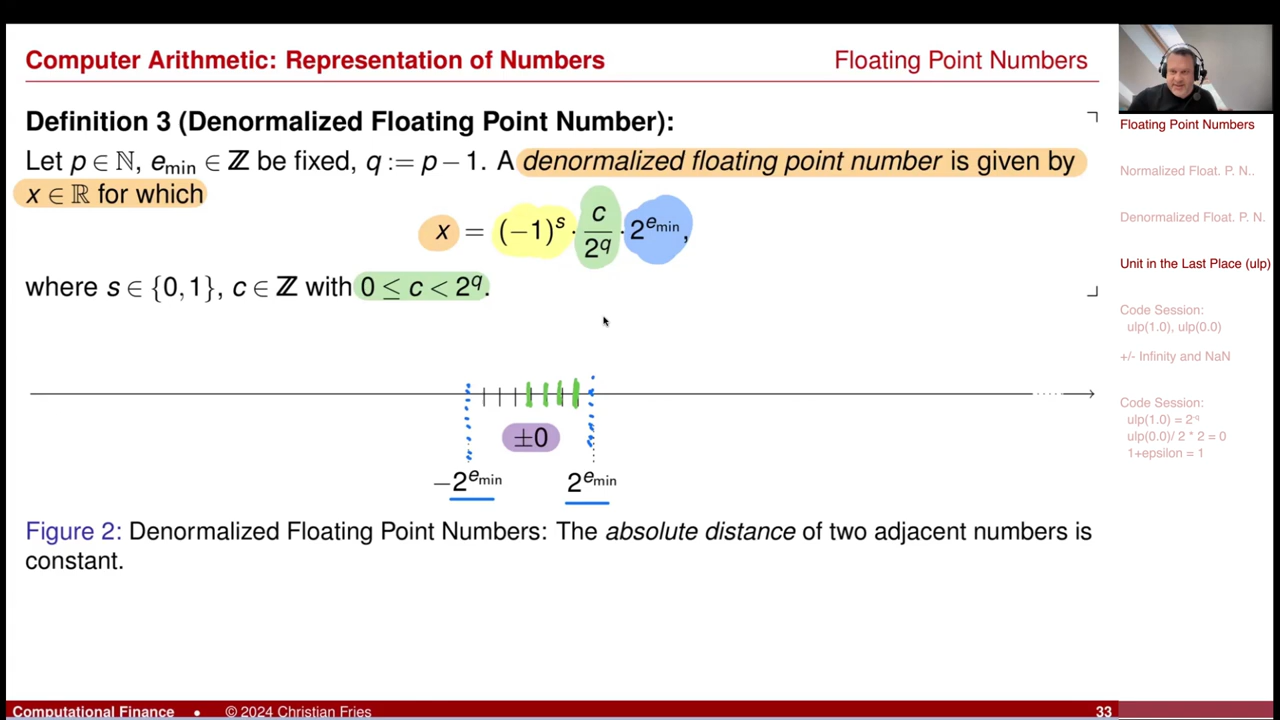 Computer Arithmetic: Representation of Numbers
Floating Point Numbers
Definition 3 (Denormalized Floating Point Number):
Let p ∈ ℕ, e_min ∈ ℤ be fixed, q := p − 1. A denormalized floating point number is given by
x ∈ ℝ for which
x = (−1)^s · c/2^q · 2^{e_min},
where s ∈ {0, 1}, c ∈ ℤ with 0 ≤ c < 2^q.
±0
−2^{e_min} 2^{e_min}
Figure 2: Denormalized Floating Point Numbers: The absolute distance of two adjacent numbers is
constant.
Floating Point Numbers
Normalized Float. P. N..
Denormalized Float. P. N.
Unit in the Last Place (ulp)
Code Session:
ulp(1.0), ulp(0.0)
+/- Infinity and NaN
Code Session:
ulp(1.0) = 2^-q
ulp(0.0)/ 2 * 2 = 0
1+epsilon = 1
Computational Finance • © 2024 Christian Fries 33